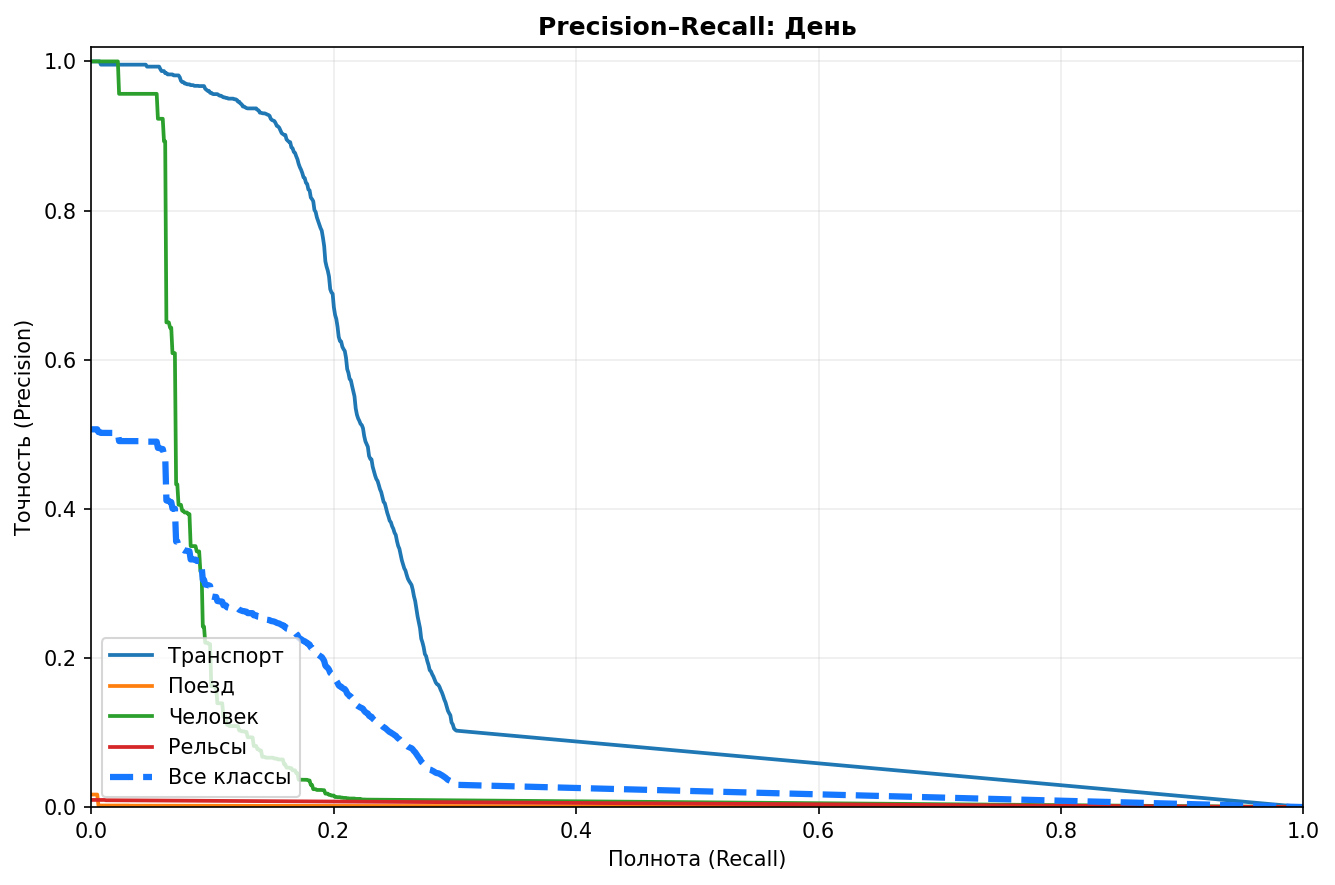 Precision–Recall: День
Точность (Precision)
1.0
0.8
0.6
0.4
0.2
0.0
Транспорт
Поезд
Человек
Рельсы
Все классы
0.0
0.2
0.4
0.6
0.8
1.0
Полнота (Recall)